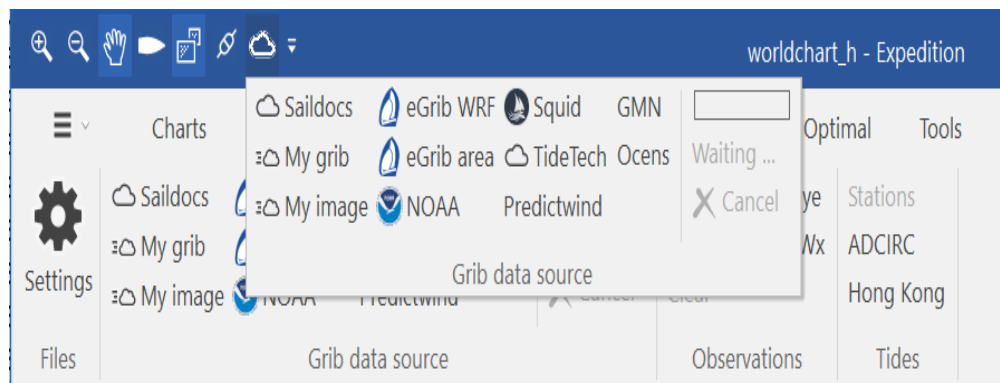 worldchart_h - Expedition
Charts
Optimal Tools
Saildocs eGrib WRF Squid GMN
My grib eGrib area TideTech Ocens Waiting ...
My image NOAA Predictwind Cancel
Grib data source
Settings
Saildocs
My grib
My image
Stations
ADCIRC
Hong Kong
Files Grib data source Observations Tides